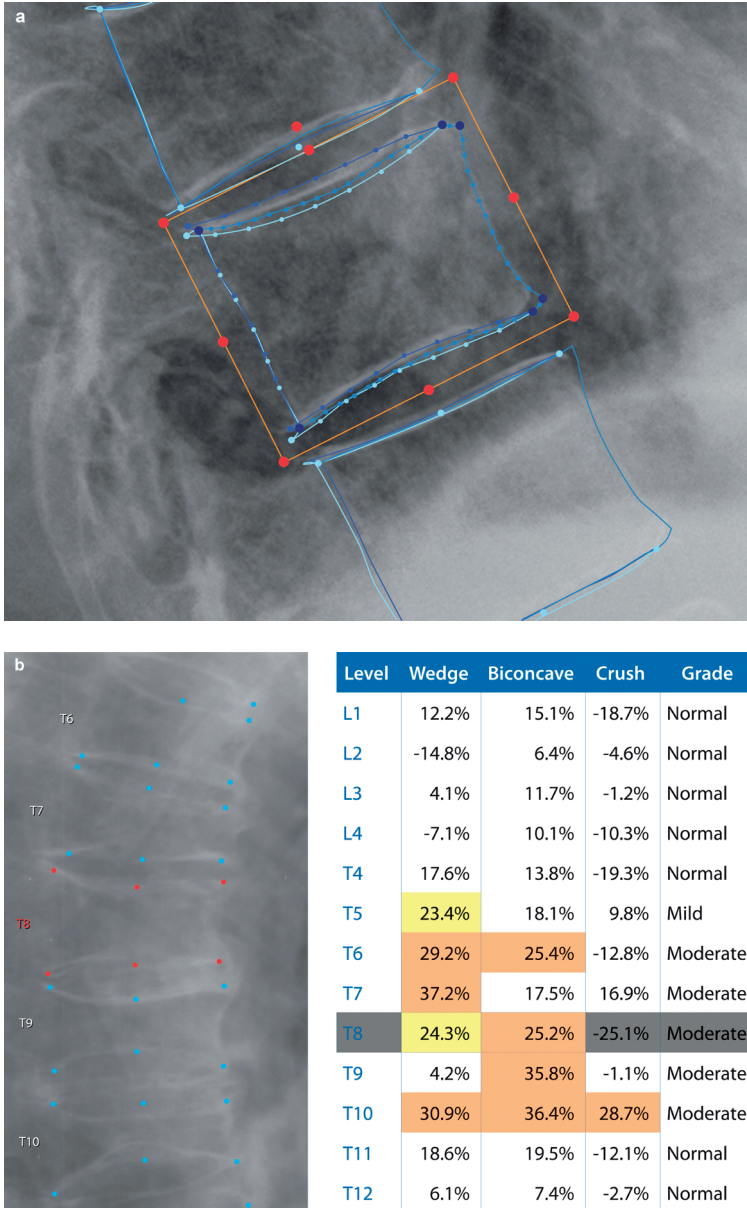 a
b
T6
T7
T8
T9
T10
Level Wedge Biconcave Crush Grade
L1 12.2% 15.1% -18.7% Normal
L2 -14.8% 6.4% -4.6% Normal
L3 4.1% 11.7% -1.2% Normal
L4 -7.1% 10.1% -10.3% Normal
T4 17.6% 13.8% -19.3% Normal
T5 23.4% 18.1% 9.8% Mild
T6 29.2% 25.4% -12.8% Moderate
T7 37.2% 17.5% 16.9% Moderate
T8 24.3% 25.2% -25.1% Moderate
T9 4.2% 35.8% -1.1% Moderate
T10 30.9% 36.4% 28.7% Moderate
T11 18.6% 19.5% -12.1% Normal
T12 6.1% 7.4% -2.7% Normal